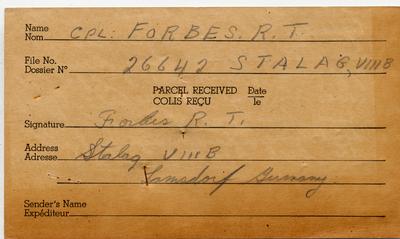 Name
Nom CPL: FORBES. R. T.
File No.
Dossier N° 26642 STALAG, VIIIB
PARCEL RECEIVED Date
COLIS REÇU le
Signature Forbes R. T.
Address
Adresse Stalag VIIIB
Lamsdorf Germany
Sender's Name
Expéditeur